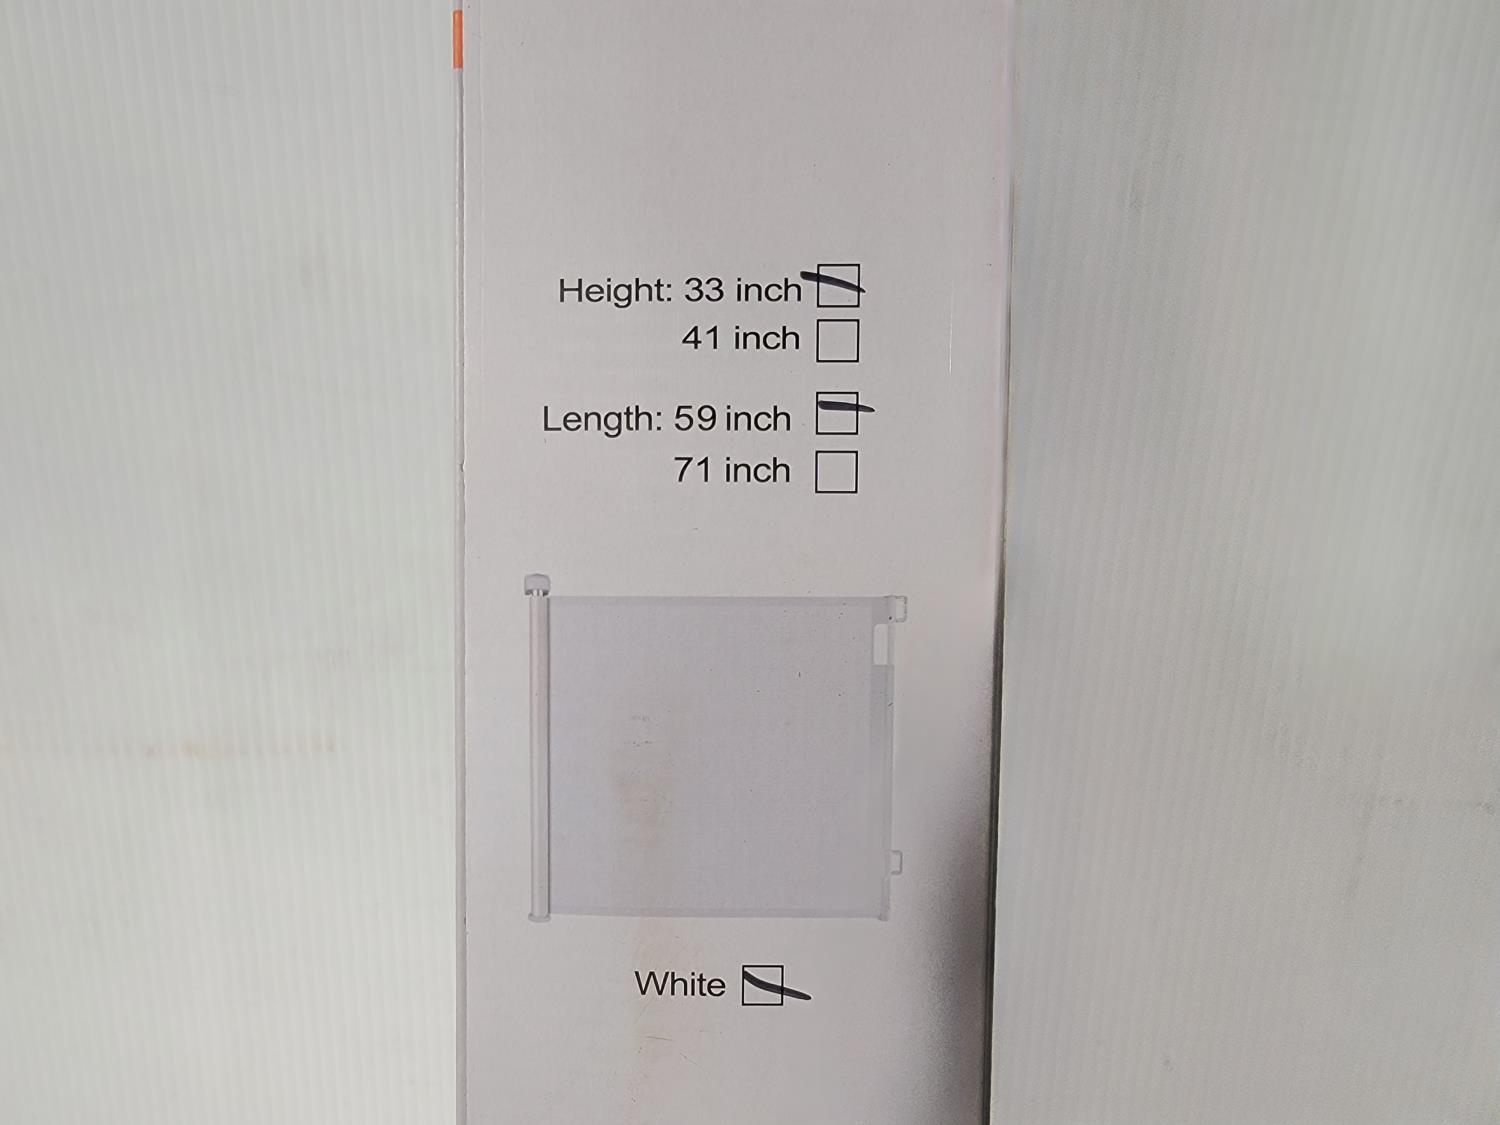 Height: 33 inch
41 inch
Length: 59 inch
71 inch
White